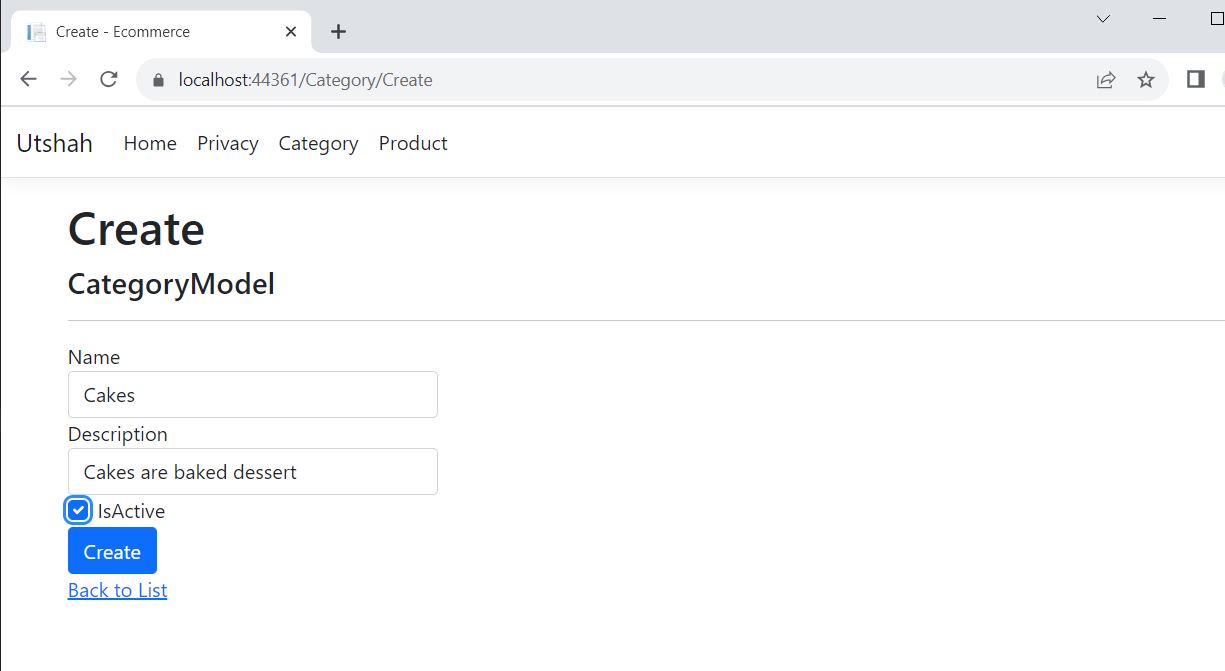 Create - Ecommerce
localhost:44361/Category/Create
Utshah Home Privacy Category Product
Create
CategoryModel
Name
Cakes
Description
Cakes are baked dessert
IsActive
Create
Back to List